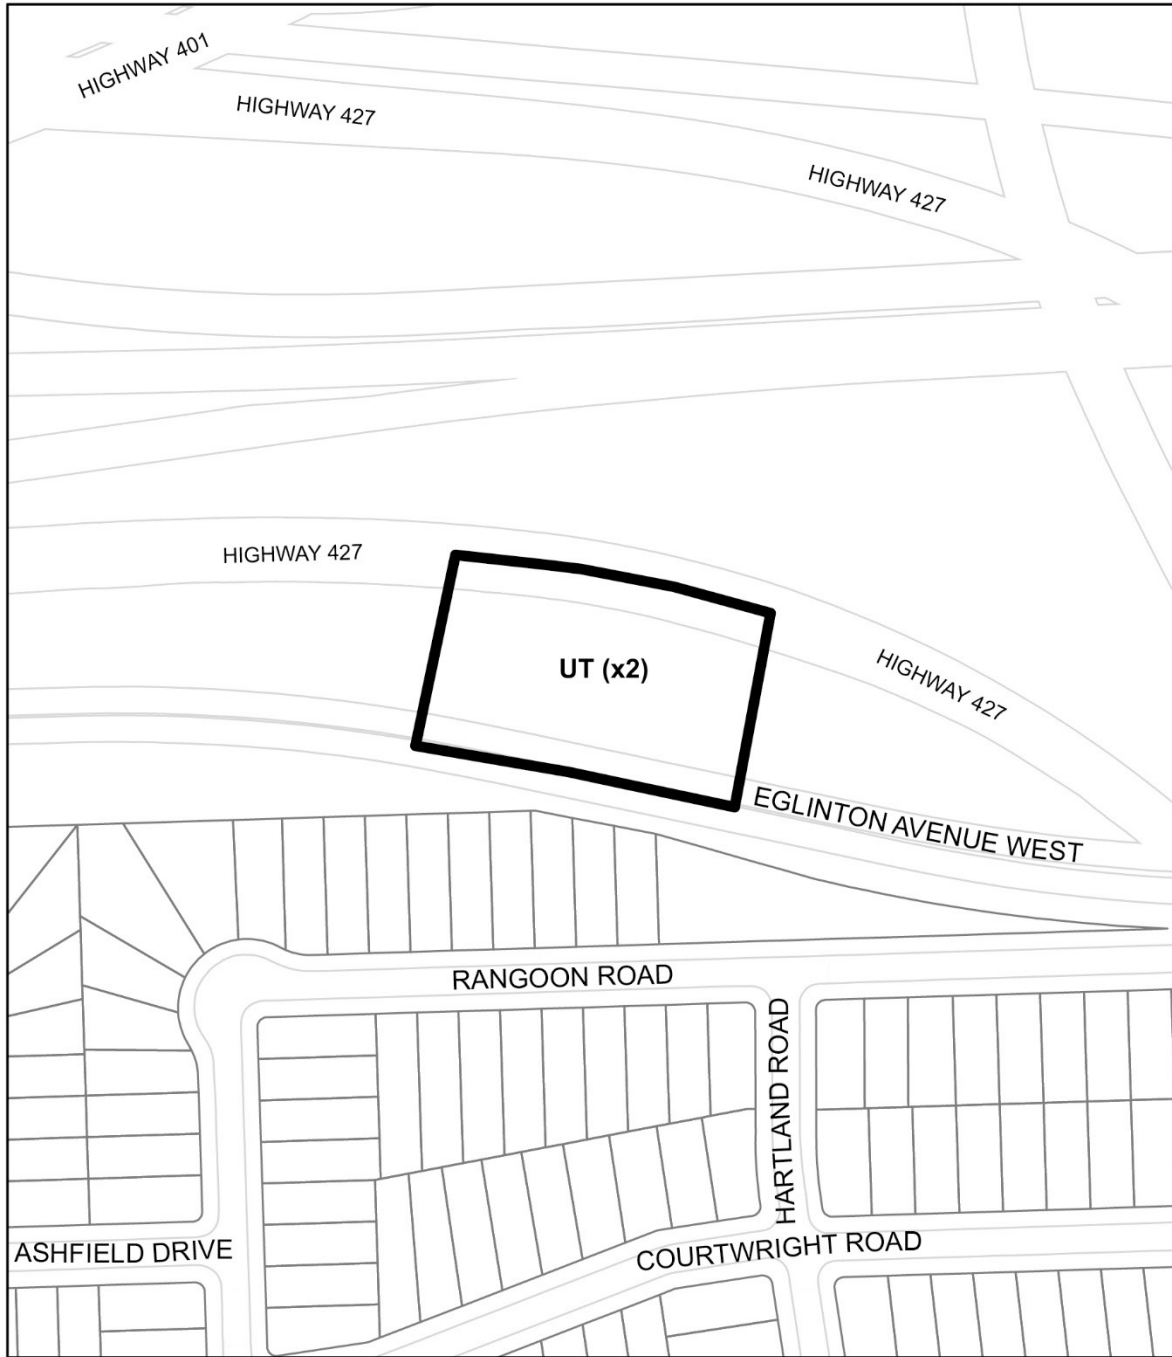 HIGHWAY 401
HIGHWAY 427
HIGHWAY 427
HIGHWAY 427
UT (x2)
HIGHWAY 427
EGLINTON AVENUE WEST
RANGOON ROAD
HARTLAND ROAD
ASHFIELD DRIVE
COURTWRIGHT ROAD